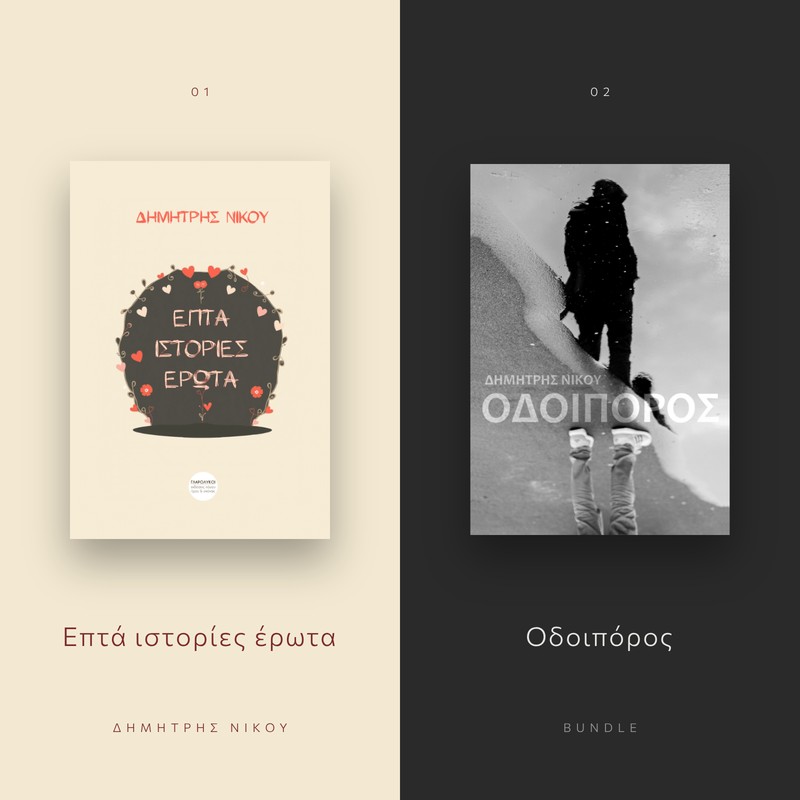 01
ΔΗΜΗΤΡΗΣ ΝΙΚΟΥ
ΕΠΤΑ
ΙΣΤΟΡΙΕΣ
ΕΡΩΤΑ
Επτά ιστορίες έρωτα
ΔΗΜΗΤΡΗΣ ΝΙΚΟΥ
02
ΔΗΜΗΤΡΗΣ ΝΙΚΟΥ
ΟΔΟΙΠΟΡΟΣ
Οδοιπόρος
BUNDLE